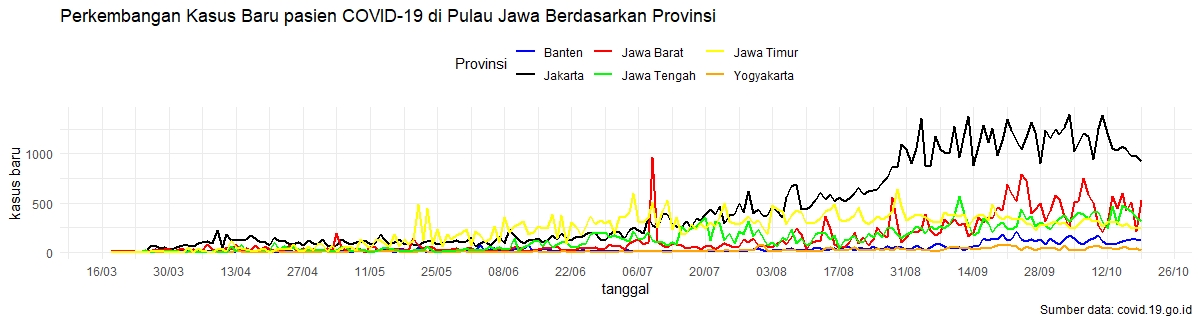 Perkembangan Kasus Baru pasien COVID-19 di Pulau Jawa Berdasarkan Provinsi
Provinsi
Banten Jawa Barat Jawa Timur
Jakarta Jawa Tengah Yogyakarta
kasus baru
1000
500
0
16/03 30/03 13/04 27/04 11/05 25/05 08/06 22/06 06/07 20/07 03/08 17/08 31/08 14/09 28/09 12/10 26/10
tanggal
Sumber data: covid.19.go.id